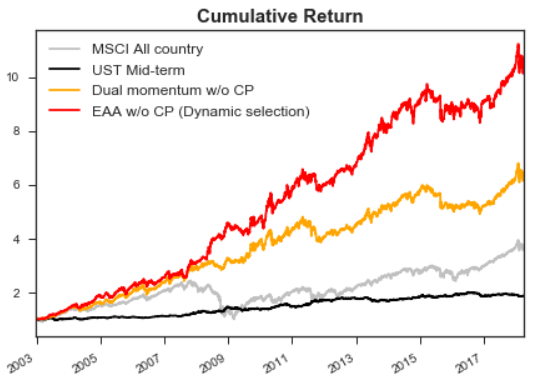 Cumulative Return
MSCI All country
UST Mid-term
Dual momentum w/o CP
EAA w/o CP (Dynamic selection)
10
8
6
4
2
2003
2005
2007
2009
2011
2013
2015
2017